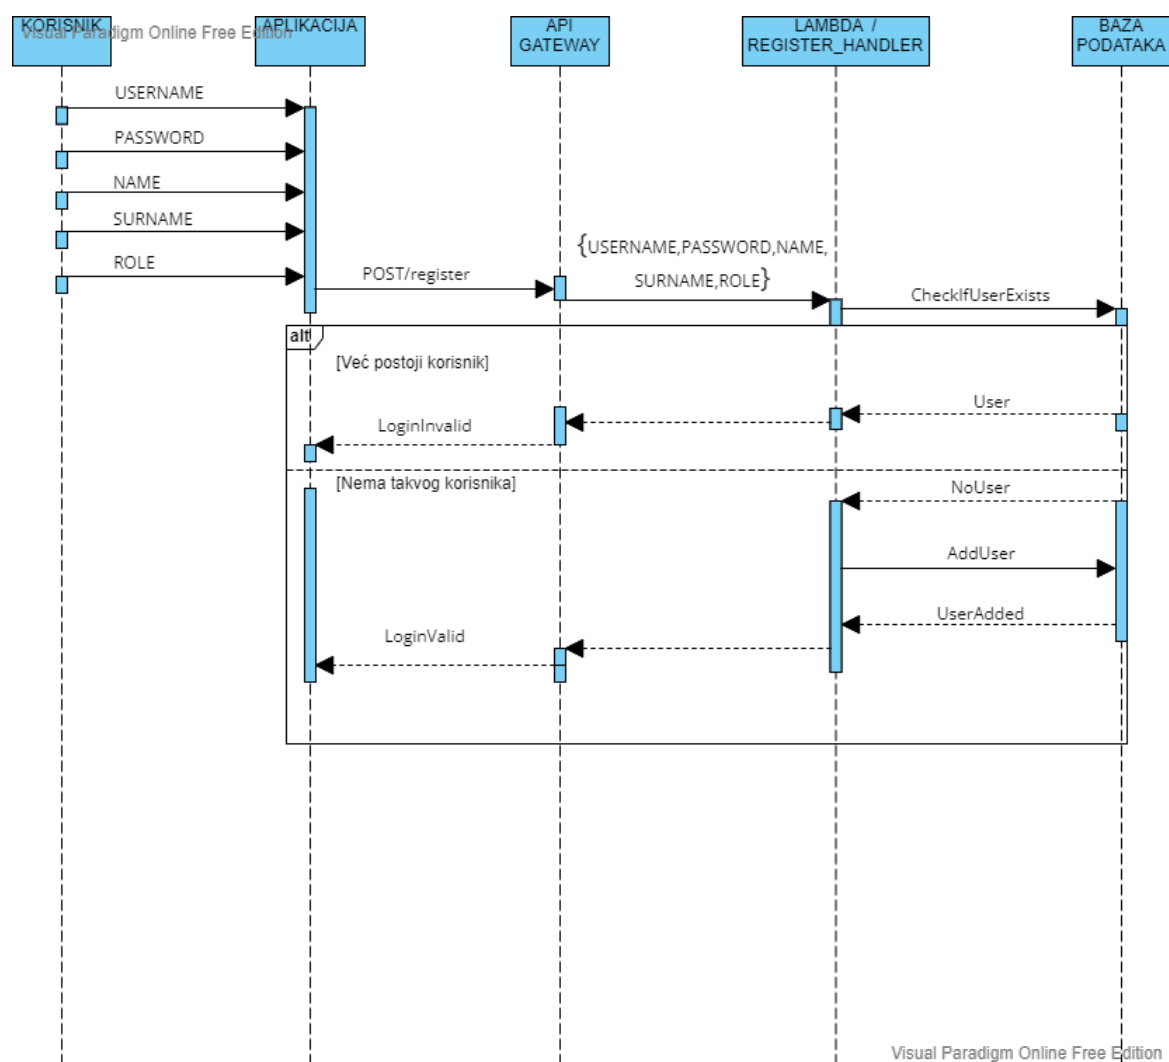 KORISNIK
Visual Paradigm Online Free Edition
APLIKACIJA
API
GATEWAY
LAMBDA /
REGISTER_HANDLER
BAZA
PODATAKA
USERNAME
PASSWORD
NAME
SURNAME
ROLE
POST/register
{USERNAME,PASSWORD,NAME,
SURNAME,ROLE}
CheckIfUserExists
alt
[Već postoji korisnik]
User
LoginInvalid
[Nema takvog korisnika]
NoUser
AddUser
UserAdded
LoginValid
Visual Paradigm Online Free Edition